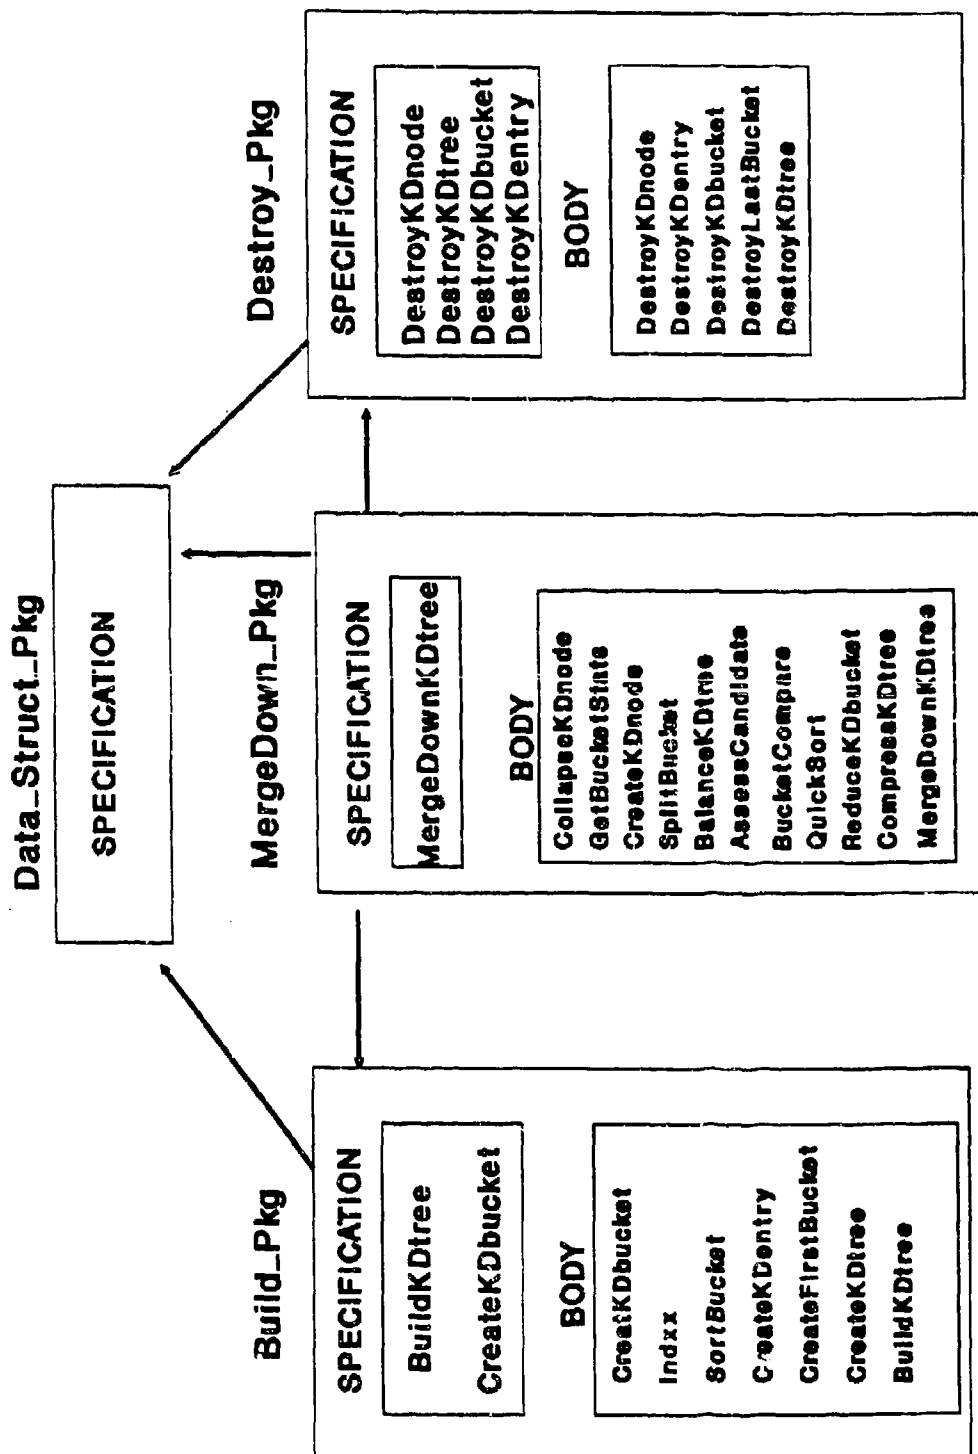 Data_Struct_Pkg
SPECIFICATION
Build_Pkg
SPECIFICATION
BuildKDtree
CreateKDbucket
BODY
CreatKDbucket
Indxx
SortBucket
CreateKDentry
CreateFirstBucket
CreateKDtree
BuildKDtree
MergeDown_Pkg
SPECIFICATION
MergeDownKDtree
BODY
CollapseKDnode
GetBucketStats
CreateKDnode
SplitBucket
BalanceKDtree
AssessCandidate
BucketCompare
QuickSort
ReduceKDbucket
CompressKDtree
MergeDownKDtree
Destroy_Pkg
SPECIFICATION
DestroyKDnode
DestroyKDtree
DestroyKDbucket
DestroyKDentry
BODY
DestroyKDnode
DestroyKDentry
DestroyKDbucket
DestroyLastBucket
DestroyKDtree